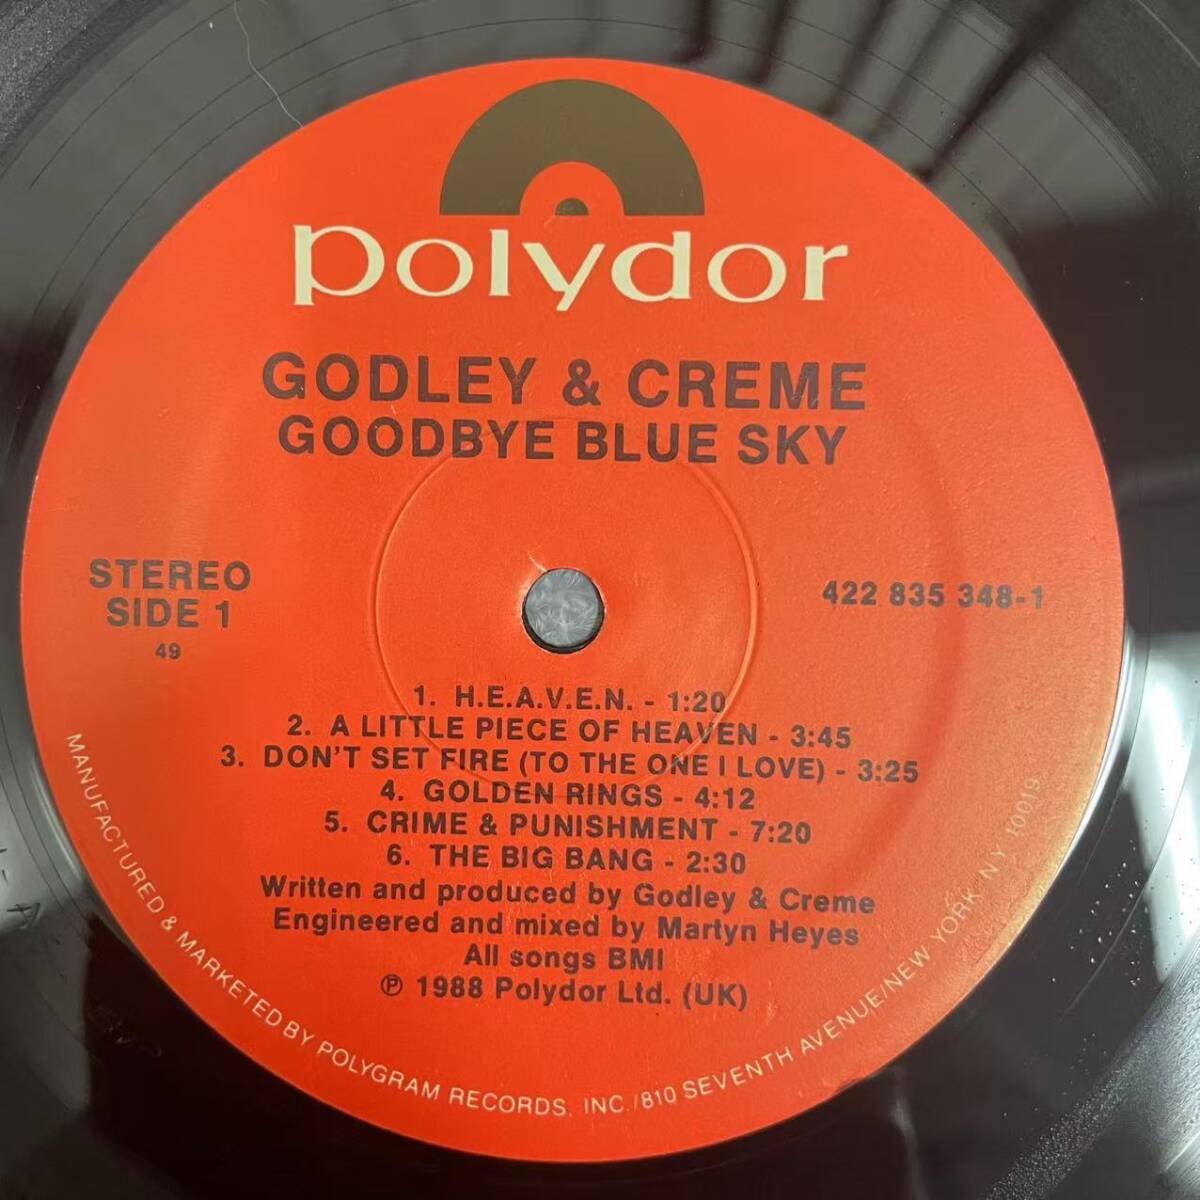 polydor
GODLEY & CREME
GOODBYE BLUE SKY
STEREO
SIDE 1
49
422 835 348-1
1. H.E.A.V.E.N. - 1:20
2. A LITTLE PIECE OF HEAVEN - 3:45
3. DON'T SET FIRE (TO THE ONE I LOVE) - 3:25
4. GOLDEN RINGS - 4:12
5. CRIME & PUNISHMENT - 7:20
6. THE BIG BANG - 2:30
Written and produced by Godley & Creme
Engineered and mixed by Martyn Heyes
All songs BMI
℗ 1988 Polydor Ltd. (UK)
MANUFACTURED & MARKETED BY POLYGRAM RECORDS, INC./810 SEVENTH AVENUE/NEW YORK, N.Y. 10019